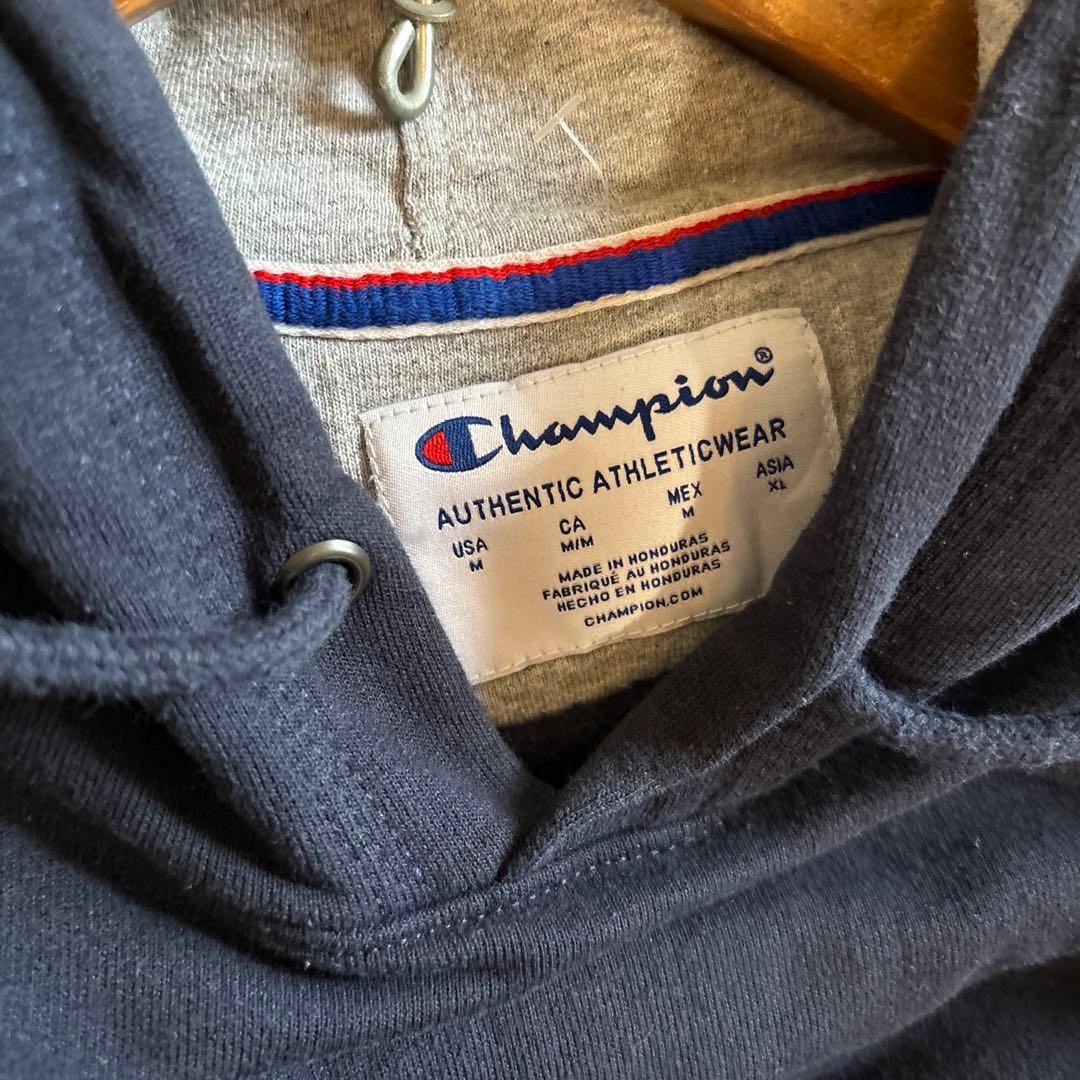 Champion®
AUTHENTIC ATHLETICWEAR
USA CA MEX ASIA
M M/M M XL
MADE IN HONDURAS
FABRIQUÉ AU HONDURAS
HECHO EN HONDURAS
CHAMPION.COM